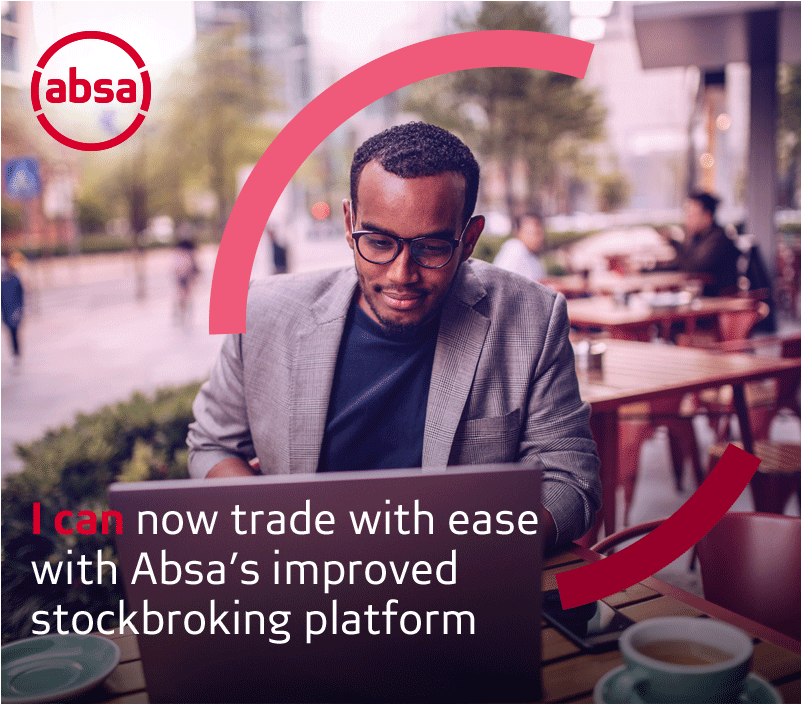 absa
I can now trade with ease
with Absa's improved
stockbroking platform